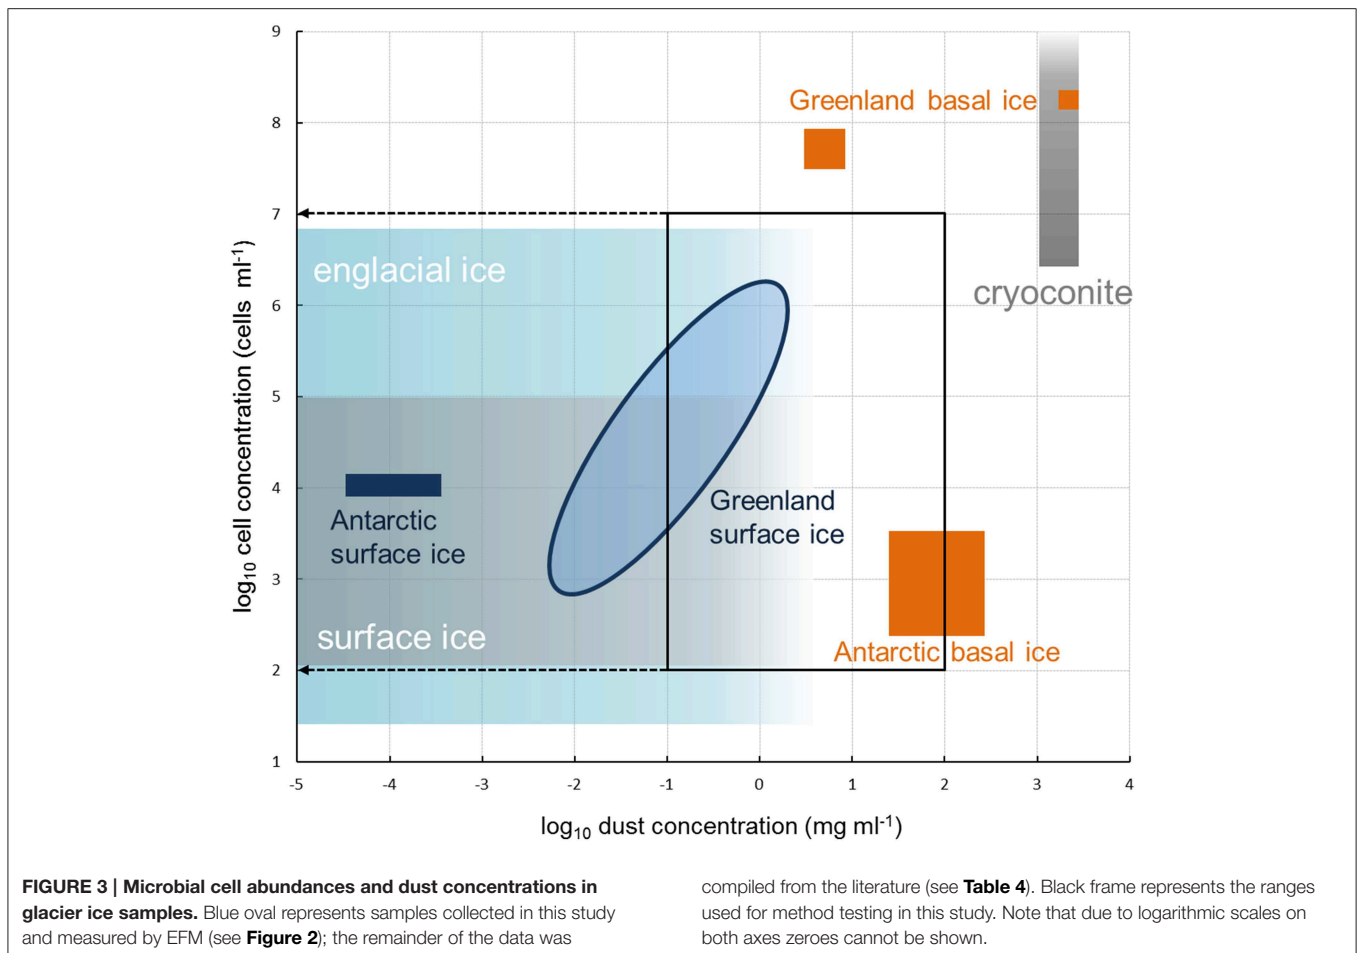 9
8
7
6
5
4
3
2
1
-5
-4
-3
-2
-1
0
1
2
3
4
log10 cell concentration (cells ml-1)
log10 dust concentration (mg ml-1)
Greenland basal ice
englacial ice
cryoconite
Antarctic
surface ice
Greenland
surface ice
surface ice
Antarctic basal ice
FIGURE 3 | Microbial cell abundances and dust concentrations in
glacier ice samples. Blue oval represents samples collected in this study
and measured by EFM (see Figure 2); the remainder of the data was
compiled from the literature (see Table 4). Black frame represents the ranges
used for method testing in this study. Note that due to logarithmic scales on
both axes zeroes cannot be shown.